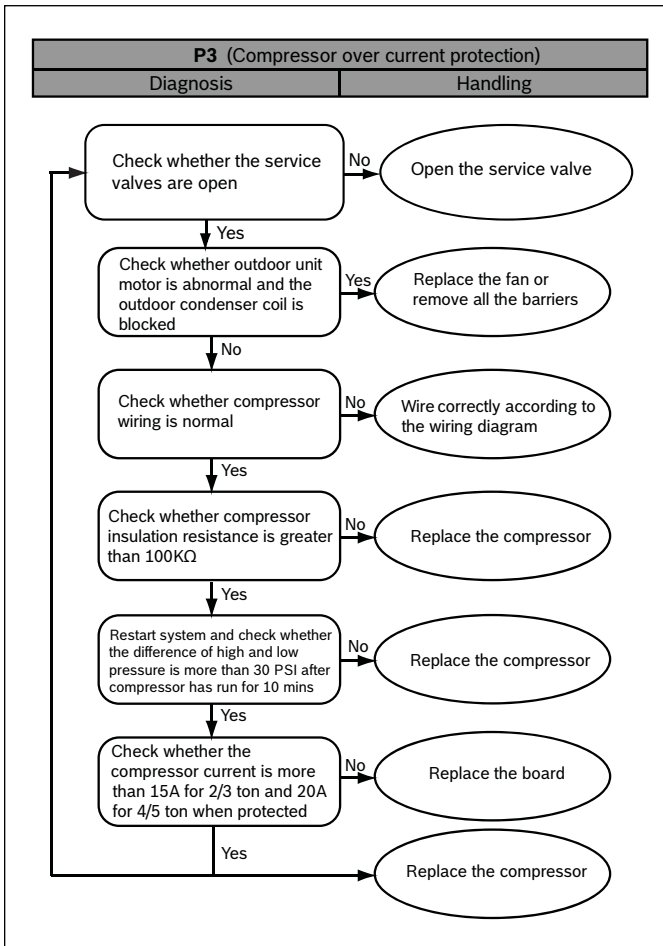 P3 (Compressor over current protection)
Diagnosis
Handling
Check whether the service
valves are open
No
Open the service valve
Yes
Check whether outdoor unit
motor is abnormal and the
outdoor condenser coil is
blocked
Yes
Replace the fan or
remove all the barriers
No
Check whether compressor
wiring is normal
No
Wire correctly according to
the wiring diagram
Yes
Check whether compressor
insulation resistance is greater
than 100KΩ
No
Replace the compressor
Yes
Restart system and check whether
the difference of high and low
pressure is more than 30 PSI after
compressor has run for 10 mins
No
Replace the compressor
Yes
Check whether the
compressor current is more
than 15A for 2/3 ton and 20A
for 4/5 ton when protected
No
Replace the board
Yes
Replace the compressor